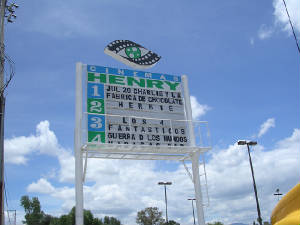 CINEMAS
HENRY
1 JUL 20 CHARLIE Y LA
FABRICA DE CHOCOLATE
2 HERBIE
3 LOS 4
FANTASTICOS
4 GUERRA D LOS MUNDOS